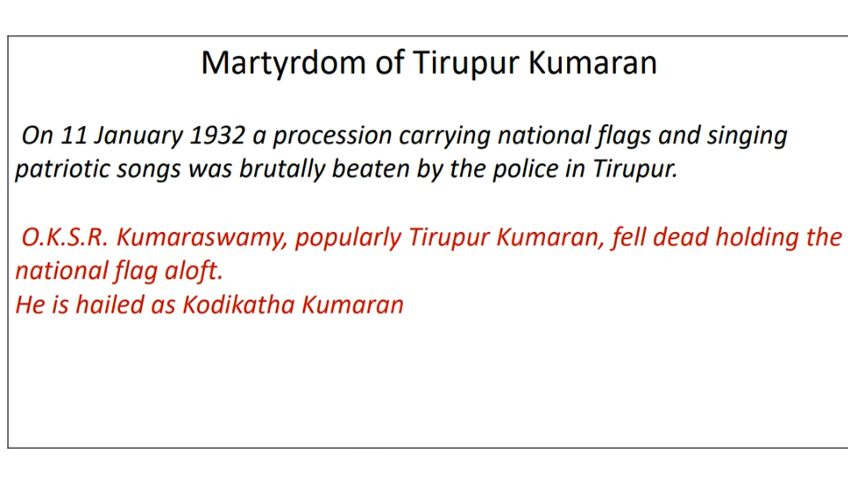 Martyrdom of Tirupur Kumaran
On 11 January 1932 a procession carrying national flags and singing
patriotic songs was brutally beaten by the police in Tirupur.
O.K.S.R. Kumaraswamy, popularly Tirupur Kumaran, fell dead holding the
national flag aloft.
He is hailed as Kodikatha Kumaran